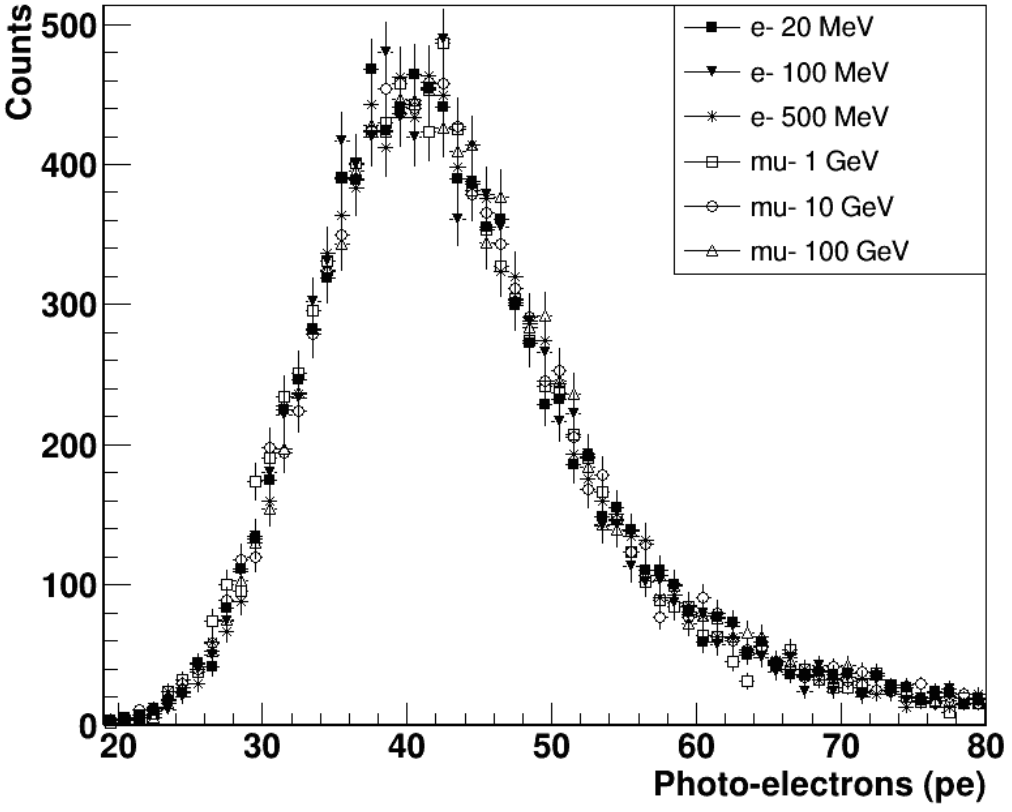 Counts
500
400
300
200
100
0
20 30 40 50 60 70 80
Photo-electrons (pe)
e- 20 MeV
e- 100 MeV
e- 500 MeV
mu- 1 GeV
mu- 10 GeV
mu- 100 GeV